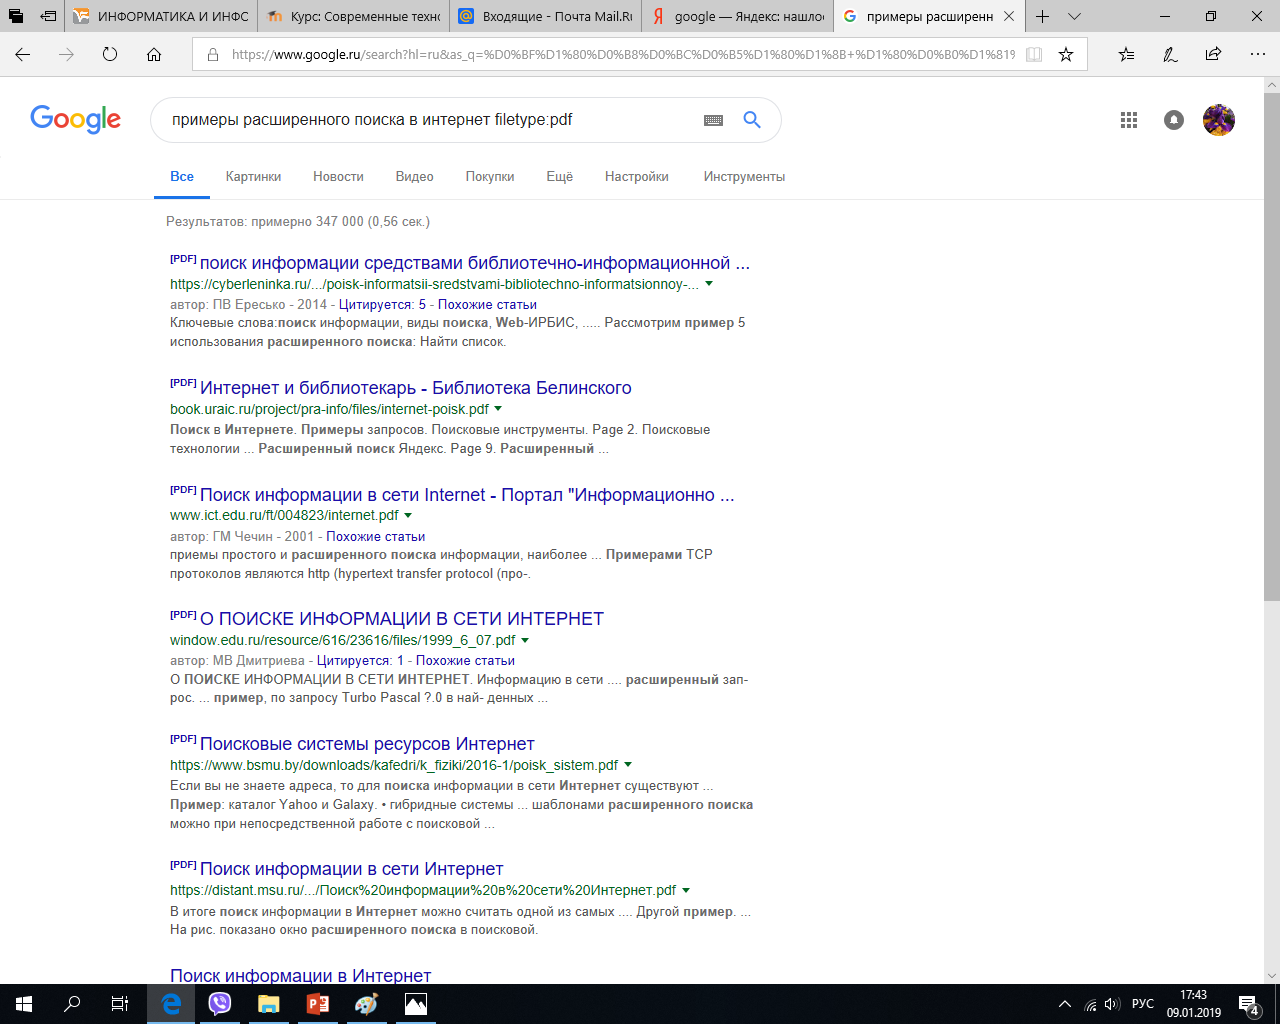 ИНФОРМАТИКА И ИНФО
Курс: Современные техно
Входящие - Почта Mail.Ru
google — Яндекс: нашлос
примеры расширенн
https://www.google.ru/search?hl=ru&as_q=%D0%BF%D1%80%D0%B8%D0%BC%D0%B5%D1%80%D1%8B+%D1%80%D0%B0%D1%81%
Google
примеры расширенного поиска в интернет filetype:pdf
Все Картинки Новости Видео Покупки Ещё Настройки Инструменты
Результатов: примерно 347 000 (0,56 сек.)
[PDF] поиск информации средствами библиотечно-информационной ...
https://cyberleninka.ru/.../poisk-informatsii-sredstvami-bibliotechno-informatsionnoy-...
автор: ПВ Ересько - 2014 - Цитируется: 5 - Похожие статьи
Ключевые слова:поиск информации, виды поиска, Web-ИРБИС, ..... Рассмотрим пример 5
использования расширенного поиска: Найти список.
[PDF] Интернет и библиотекарь - Библиотека Белинского
book.uraic.ru/project/pra-info/files/internet-poisk.pdf
Поиск в Интернете. Примеры запросов. Поисковые инструменты. Page 2. Поисковые
технологии ... Расширенный поиск Яндекс. Page 9. Расширенный ...
[PDF] Поиск информации в сети Internet - Портал "Информационно ...
www.ict.edu.ru/ft/004823/internet.pdf
автор: ГМ Чечин - 2001 - Похожие статьи
приемы простого и расширенного поиска информации, наиболее ... Примерами TCP
протоколов являются http (hypertext transfer protocol (про-.
[PDF] О ПОИСКЕ ИНФОРМАЦИИ В СЕТИ ИНТЕРНЕТ
window.edu.ru/resource/616/23616/files/1999_6_07.pdf
автор: МВ Дмитриева - Цитируется: 1 - Похожие статьи
О ПОИСКЕ ИНФОРМАЦИИ В СЕТИ ИНТЕРНЕТ. Информацию в сети .... расширенный зап-
рос. ... пример, по запросу Turbo Pascal ?.0 в най- денных ...
[PDF] Поисковые системы ресурсов Интернет
https://www.bsmu.by/downloads/kafedri/k_fiziki/2016-1/poisk_sistem.pdf
Если вы не знаете адреса, то для поиска информации в сети Интернет существуют ...
Пример: каталог Yahoo и Galaxy. • гибридные системы ... шаблонами расширенного поиска
можно при непосредственной работе с поисковой ...
[PDF] Поиск информации в сети Интернет
https://distant.msu.ru/.../Поиск%20информации%20в%20сети%20Интернет.pdf
В итоге поиск информации в Интернет можно считать одной из самых .... Другой пример. ...
На рис. показано окно расширенного поиска в поисковой.
Поиск информации в Интернет
РУС
17:43
09.01.2019
4